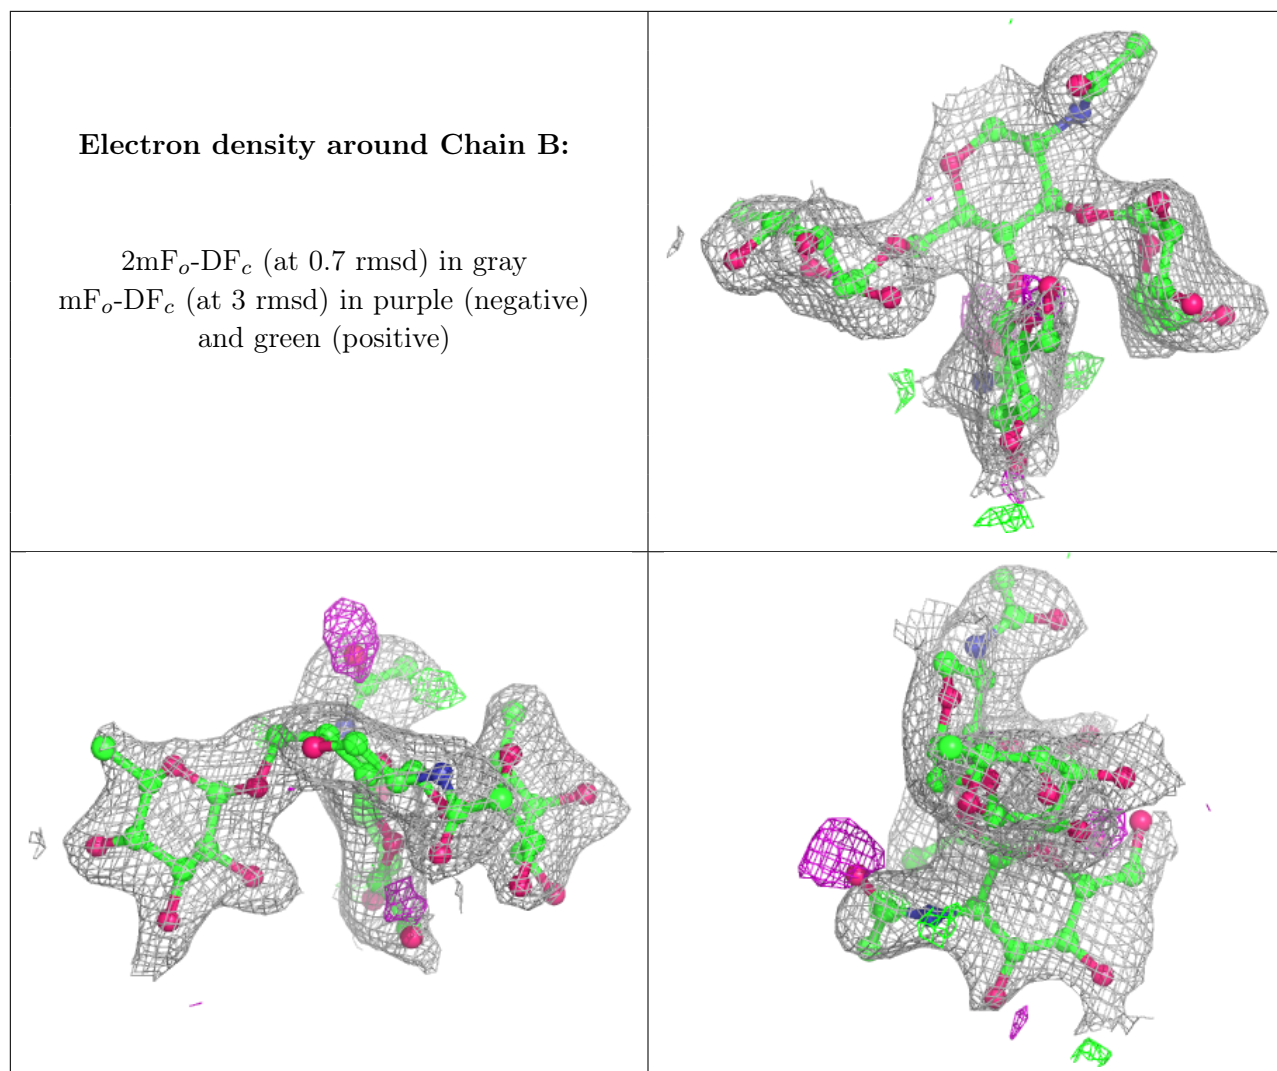 Electron density around Chain B:
2mFo-DFc (at 0.7 rmsd) in gray
mFo-DFc (at 3 rmsd) in purple (negative)
and green (positive)